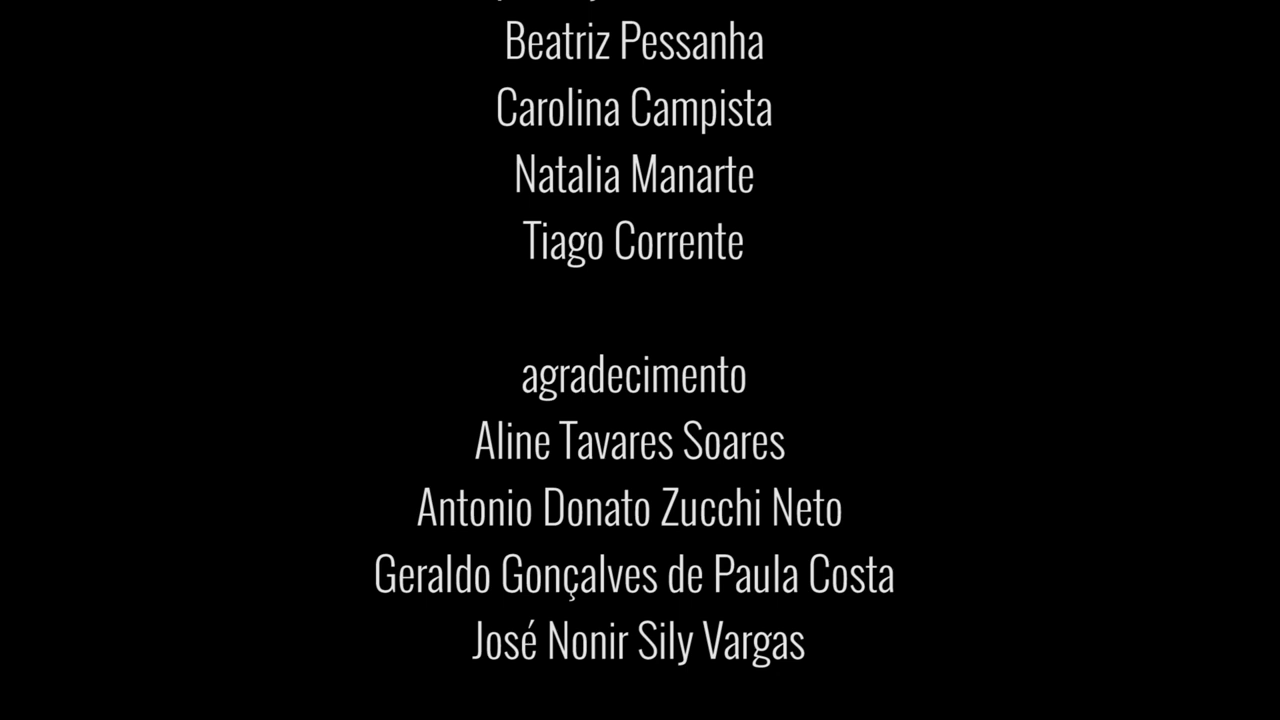 Beatriz Pessanha
Carolina Campista
Natalia Manarte
Tiago Corrente
agradecimento
Aline Tavares Soares
Antonio Donato Zucchi Neto
Geraldo Gonçalves de Paula Costa
José Nonir Sily Vargas